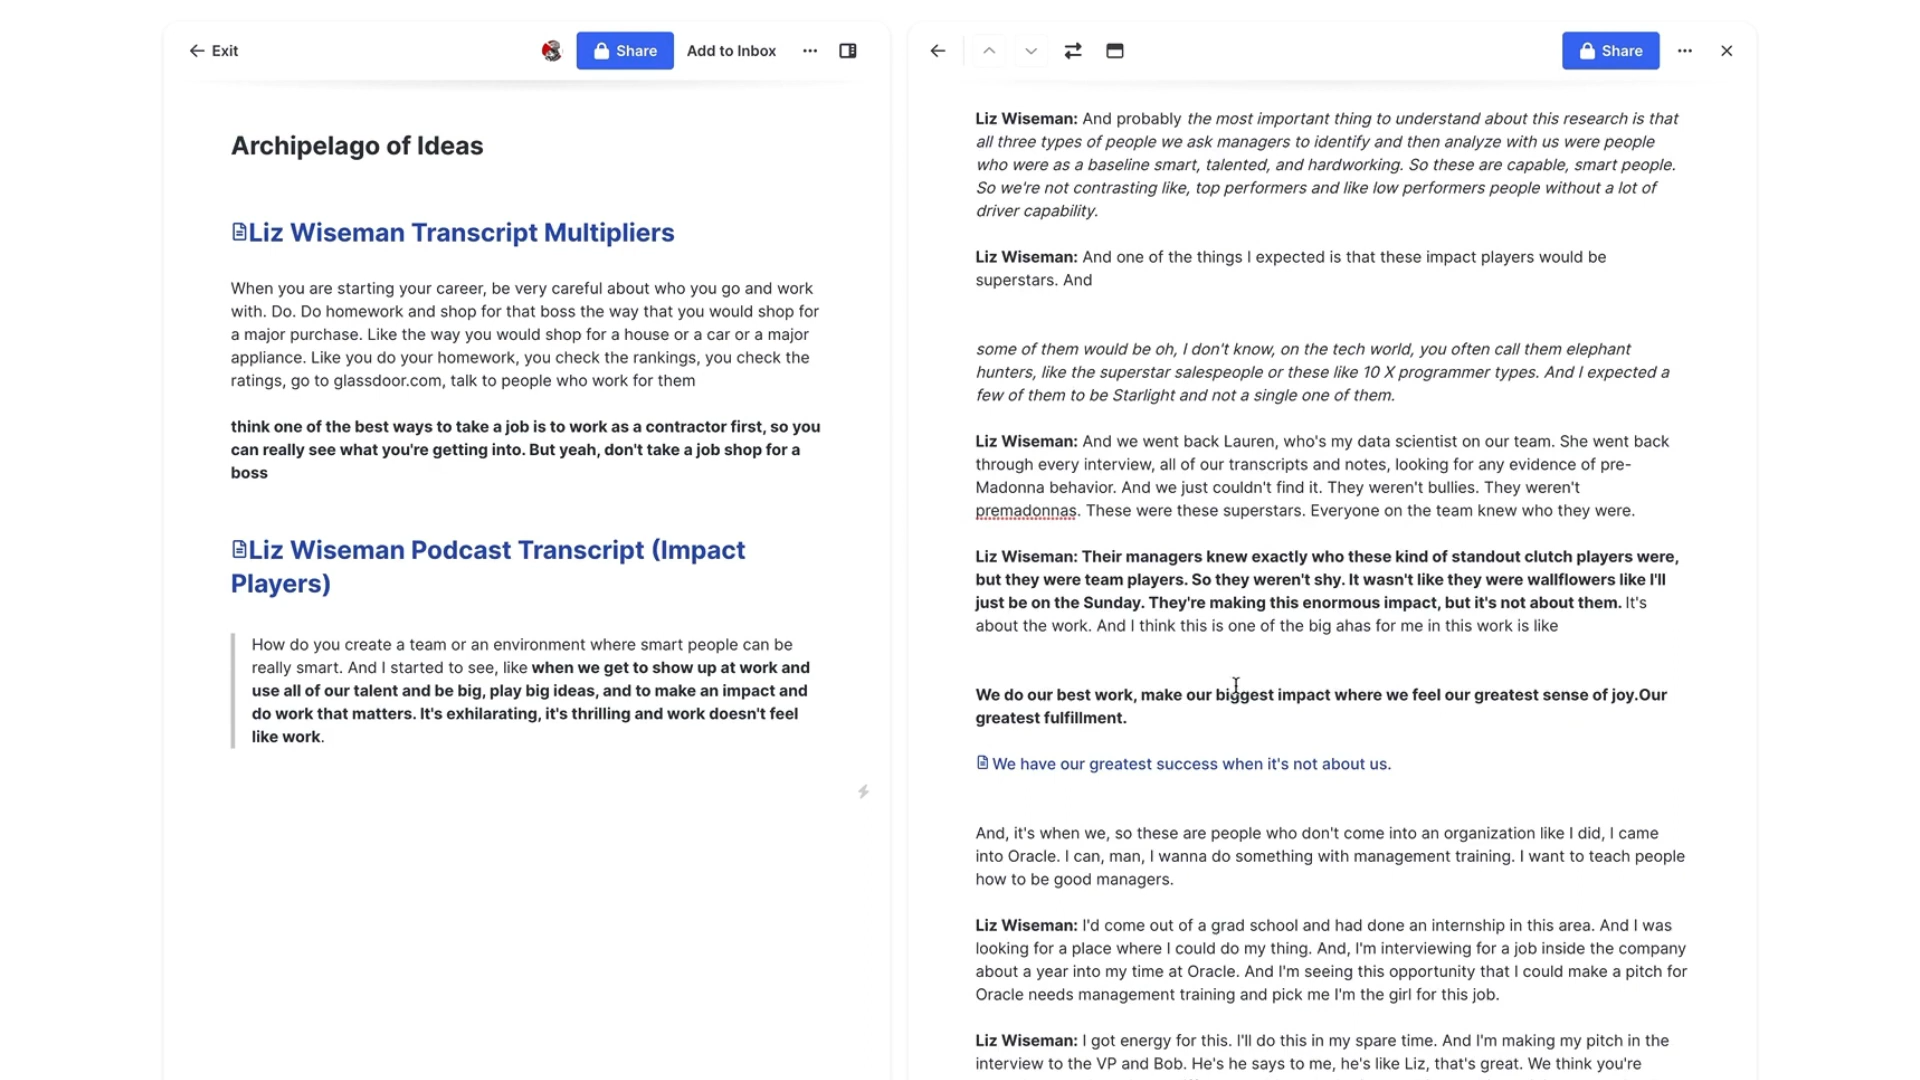 Exit
Share
Add to Inbox
Archipelago of Ideas
Liz Wiseman Transcript Multipliers
When you are starting your career, be very careful about who you go and work
with. Do. Do homework and shop for that boss the way that you would shop for
a major purchase. Like the way you would shop for a house or a car or a major
appliance. Like you do your homework, you check the rankings, you check the
ratings, go to glassdoor.com, talk to people who work for them
think one of the best ways to take a job is to work as a contractor first, so you
can really see what you're getting into. But yeah, don't take a job shop for a
boss
Liz Wiseman Podcast Transcript (Impact
Players)
How do you create a team or an environment where smart people can be
really smart. And I started to see, like when we get to show up at work and
use all of our talent and be big, play big ideas, and to make an impact and
do work that matters. It's exhilarating, it's thrilling and work doesn't feel
like work.
Share
Liz Wiseman: And probably the most important thing to understand about this research is that
all three types of people we ask managers to identify and then analyze with us were people
who were as a baseline smart, talented, and hardworking. So these are capable, smart people.
So we're not contrasting like, top performers and like low performers people without a lot of
driver capability.
Liz Wiseman: And one of the things I expected is that these impact players would be
superstars. And
some of them would be oh, I don't know, on the tech world, you often call them elephant
hunters, like the superstar salespeople or these like 10 X programmer types. And I expected a
few of them to be Starlight and not a single one of them.
Liz Wiseman: And we went back Lauren, who's my data scientist on our team. She went back
through every interview, all of our transcripts and notes, looking for any evidence of pre-
Madonna behavior. And we just couldn't find it. They weren't bullies. They weren't
premadonnas. These were these superstars. Everyone on the team knew who they were.
Liz Wiseman: Their managers knew exactly who these kind of standout clutch players were,
but they were team players. So they weren't shy. It wasn't like they were wallflowers like I'll
just be on the Sunday. They're making this enormous impact, but it's not about them. It's
about the work. And I think this is one of the big ahas for me in this work is like
We do our best work, make our biggest impact where we feel our greatest sense of joy.Our
greatest fulfillment.
We have our greatest success when it's not about us.
And, it's when we, so these are people who don't come into an organization like I did, I came
into Oracle. I can, man, I wanna do something with management training. I want to teach people
how to be good managers.
Liz Wiseman: I'd come out of a grad school and had done an internship in this area. And I was
looking for a place where I could do my thing. And, I'm interviewing for a job inside the company
about a year into my time at Oracle. And I'm seeing this opportunity that I could make a pitch for
Oracle needs management training and pick me I'm the girl for this job.
Liz Wiseman: I got energy for this. I'll do this in my spare time. And I'm making my pitch in the
interview to the VP and Bob. He's he says to me, he's like Liz, that's great. We think you're